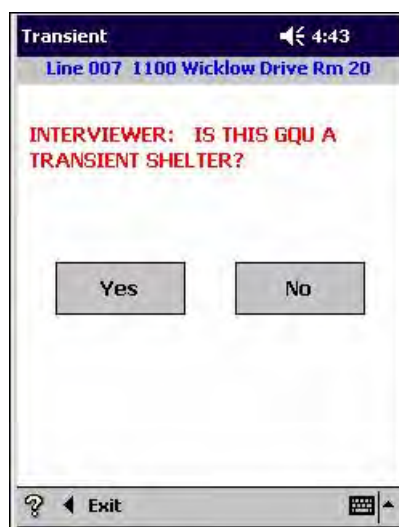 Transient 4:43
Line 007 1100 Wicklow Drive Rm 20
INTERVIEWER: IS THIS GQU A
TRANSIENT SHELTER?
Yes No
? Exit